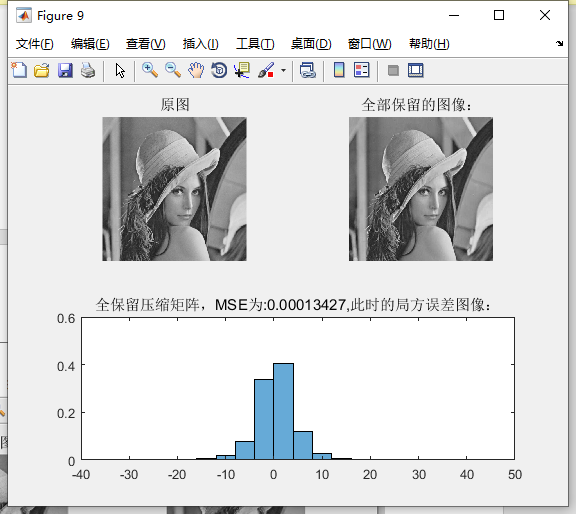 Figure 9
文件(F) 编辑(E) 查看(V) 插入(I) 工具(T) 桌面(D) 窗口(W) 帮助(H)
原图
全部保留的图像：
全保留压缩矩阵，MSE为:0.00013427,此时的局方误差图像：
0.6
0.4
0.2
0
-40 -30 -20 -10 0 10 20 30 40 50